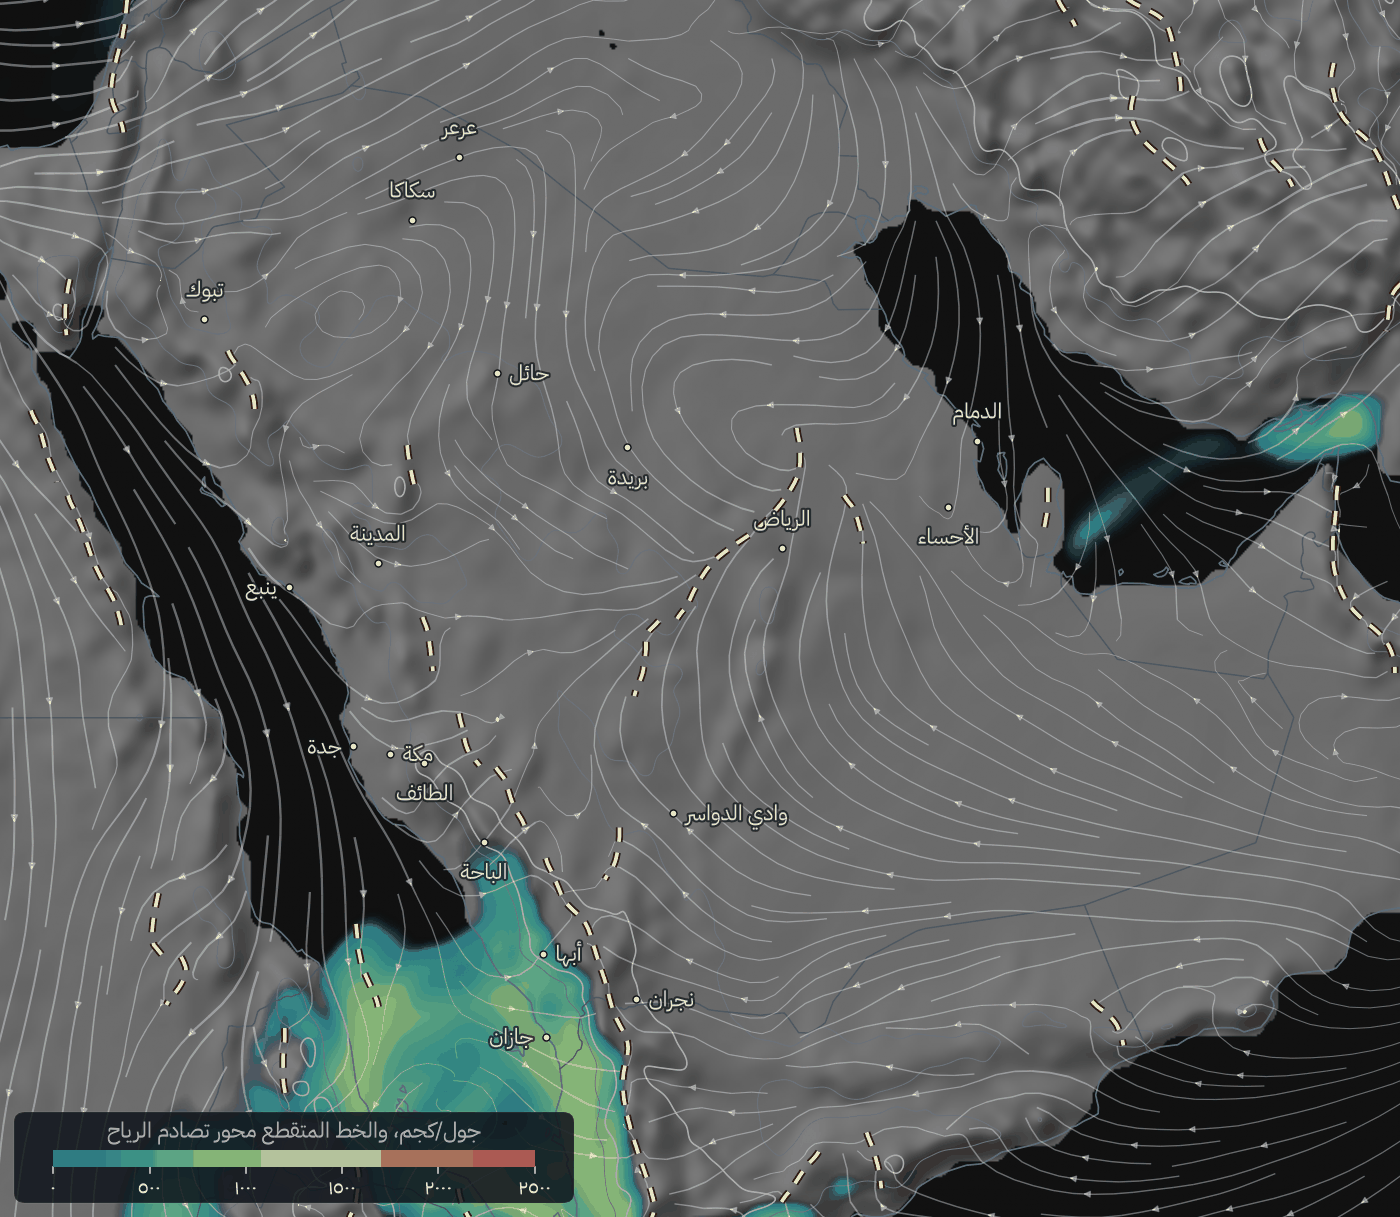 عرعر
سكاكا
تبوك
حائل
الدمام
بريدة
الرياض
الأحساء
المدينة
ينبع
جدة
مكة
الطائف
وادي الدواسر
الباحة
أبها
نجران
جازان
جول/كجم، والخط المتقطع محور تصادم الرياح
٠ ٥٠٠ ١٠٠٠ ١٥٠٠ ٢٠٠٠ ٢٥٠٠